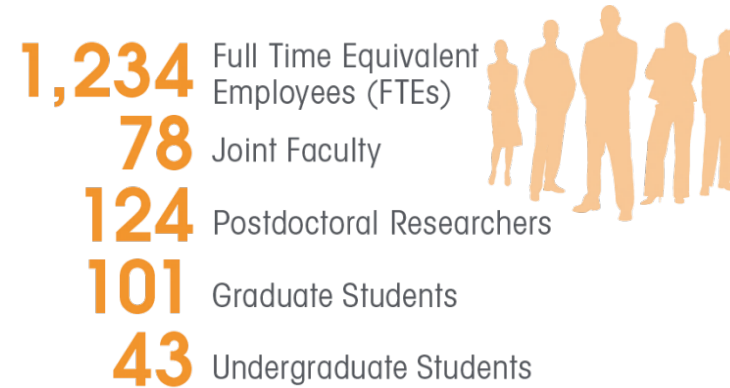 1,234 Full Time Equivalent
Employees (FTEs)
78 Joint Faculty
124 Postdoctoral Researchers
101 Graduate Students
43 Undergraduate Students